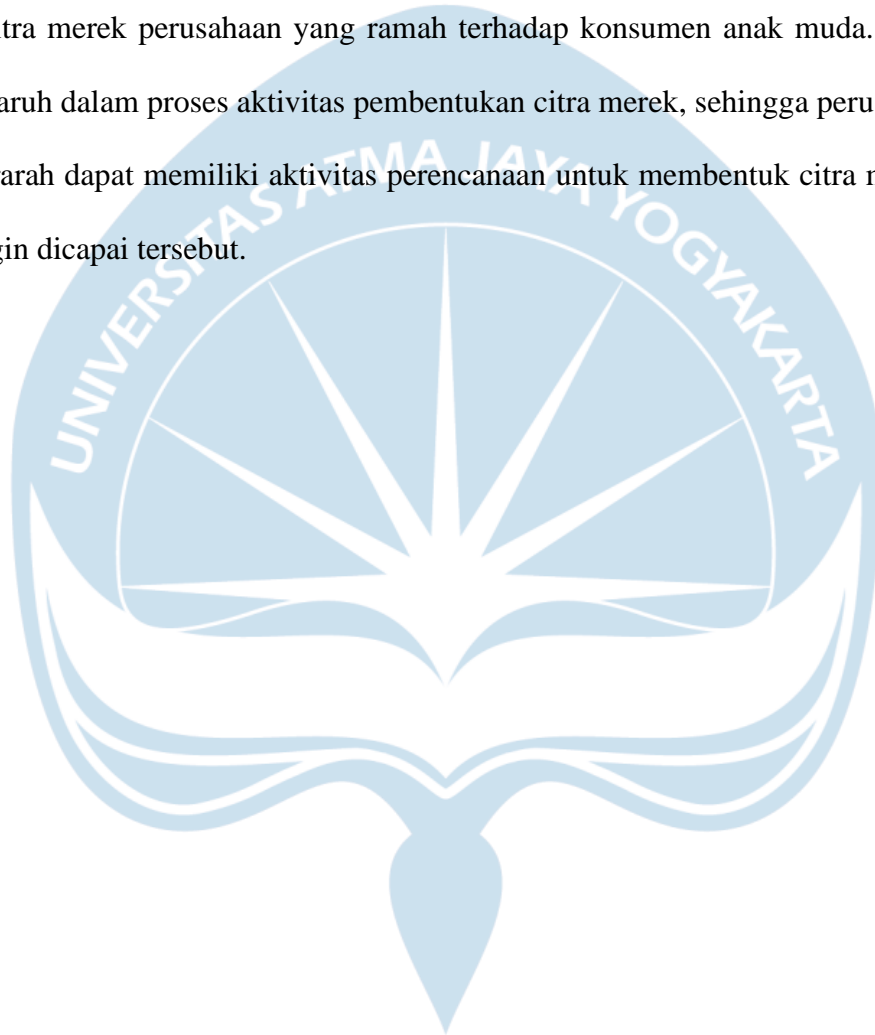 itra merek perusahaan yang ramah terhadap konsumen anak muda.
aruh dalam proses aktivitas pembentukan citra merek, sehingga peru
arah dapat memiliki aktivitas perencanaan untuk membentuk citra
gin dicapai tersebut.
UNIVERSITAS ATMA JAYA YOGYAKARTA